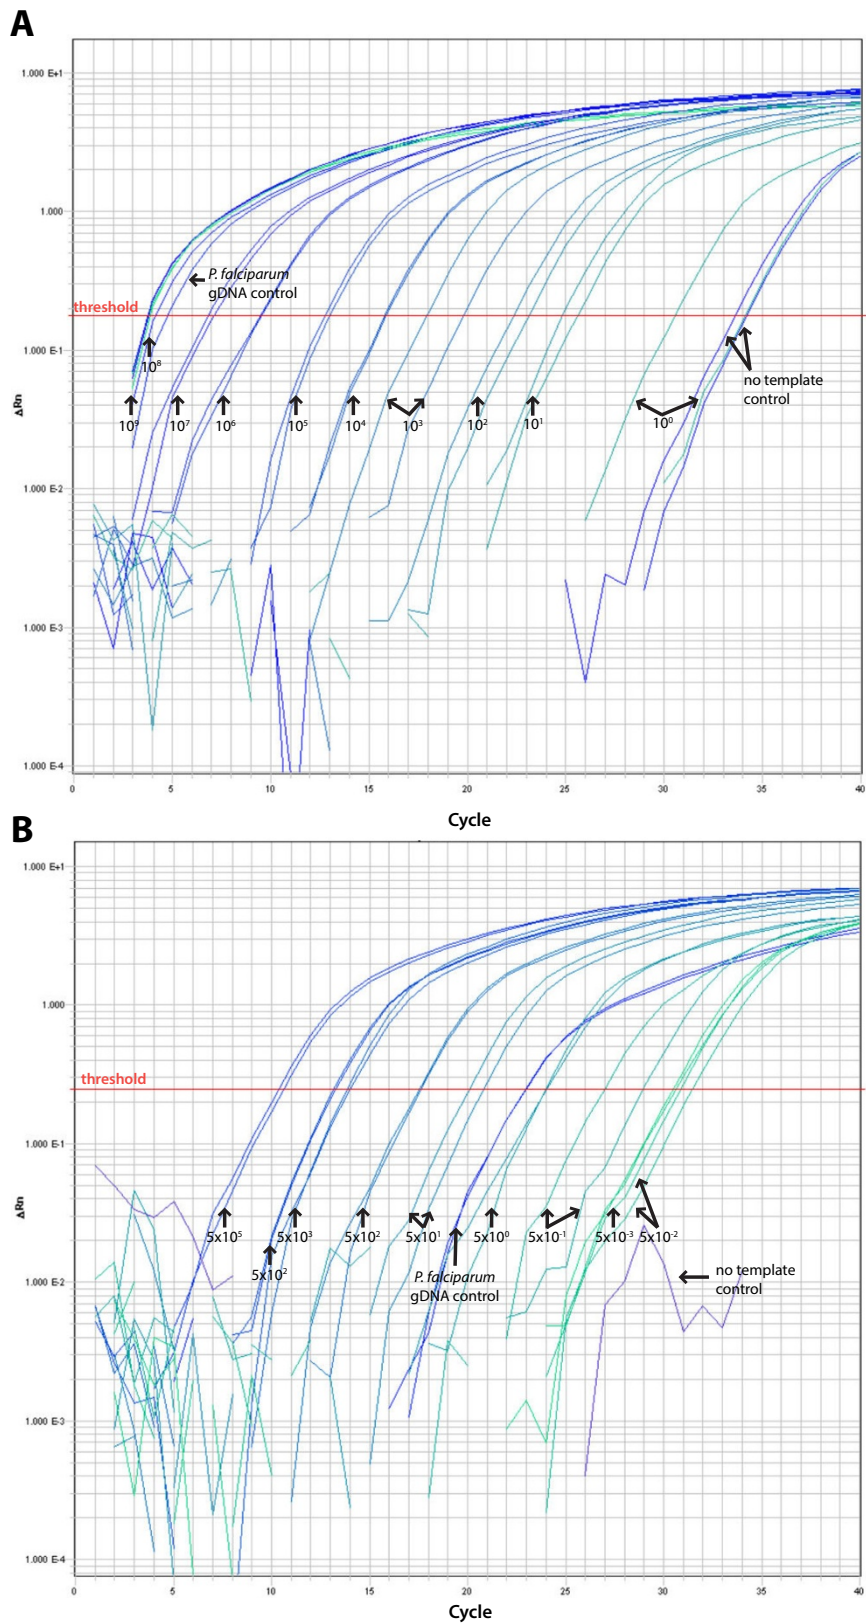 A
1.000 E+1
1.000
P. falciparum
gDNA control
threshold
1.000 E-1
10⁸
no template
control
ΔRn
10⁹
10⁷
10⁶
10⁵
10⁴
10³
10²
10¹
10⁰
1.000 E-2
1.000 E-3
1.000 E-4
0 5 10 15 20 25 30 35 40
Cycle
B
1.000 E+1
1.000
threshold
1.000 E-1
ΔRn
5x10⁵
5x10³
5x10²
5x10¹
5x10⁰
5x10⁻¹
5x10⁻³
5x10⁻²
5x10²
P. falciparum
gDNA control
no template
control
1.000 E-2
1.000 E-3
1.000 E-4
0 5 10 15 20 25 30 35 40
Cycle